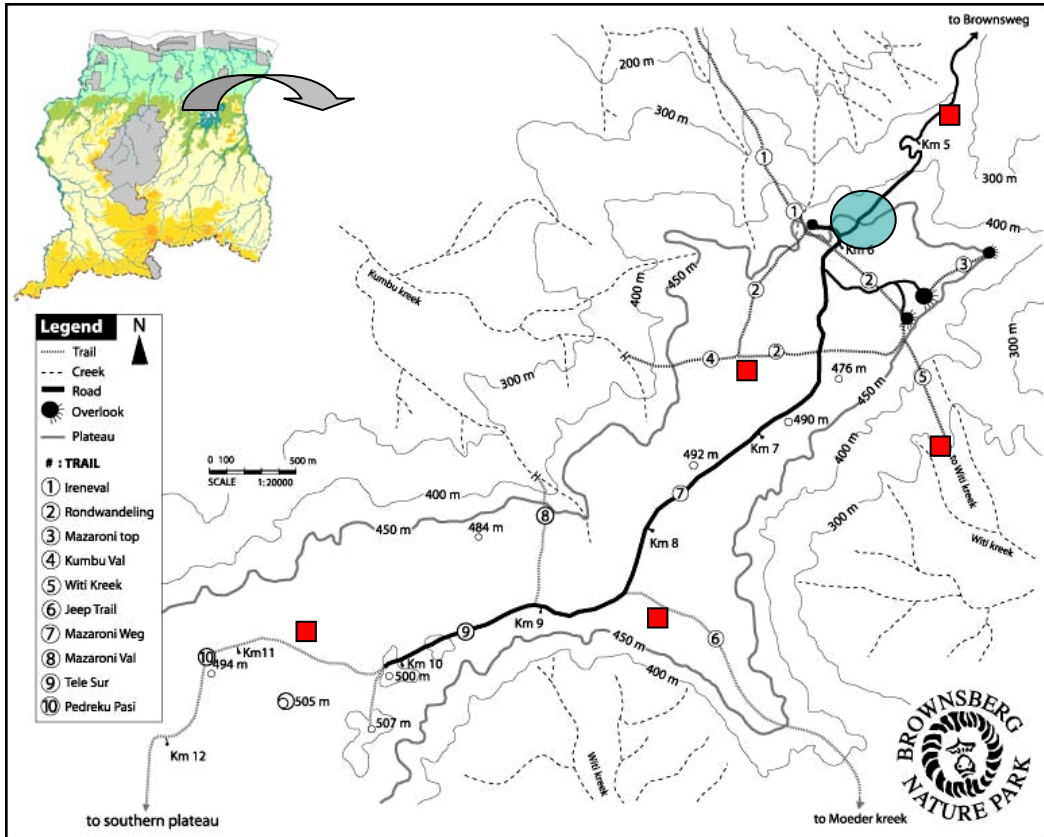 to Brownsweg
200 m
300 m
Km 5
300 m
1
1
400 m
Km 6
450 m
2
2
3
400 m
Kumbu kreek
300 m
H
4
2
300 m
476 m
5
450 m
490 m
400 m
Km 7
492 m
to Witi kreek
7
300 m
Witi kreek
H
400 m
450 m
484 m
8
Km 8
Km 9
9
6
450 m
400 m
Km11
10
494 m
Km 10
500 m
505 m
507 m
Km 12
Witi kreek
to southern plateau
to Moeder kreek
Legend
N
Trail
Creek
Road
Overlook
Plateau
# : TRAIL
1 Ireneval
2 Rondwandeling
3 Mazaroni top
4 Kumbu Val
5 Witi Kreek
6 Jeep Trail
7 Mazaroni Weg
8 Mazaroni Val
9 Tele Sur
10 Pedreku Pasi
0 100 500 m
SCALE 1:20000
BROWNSBERG
NATURE PARK